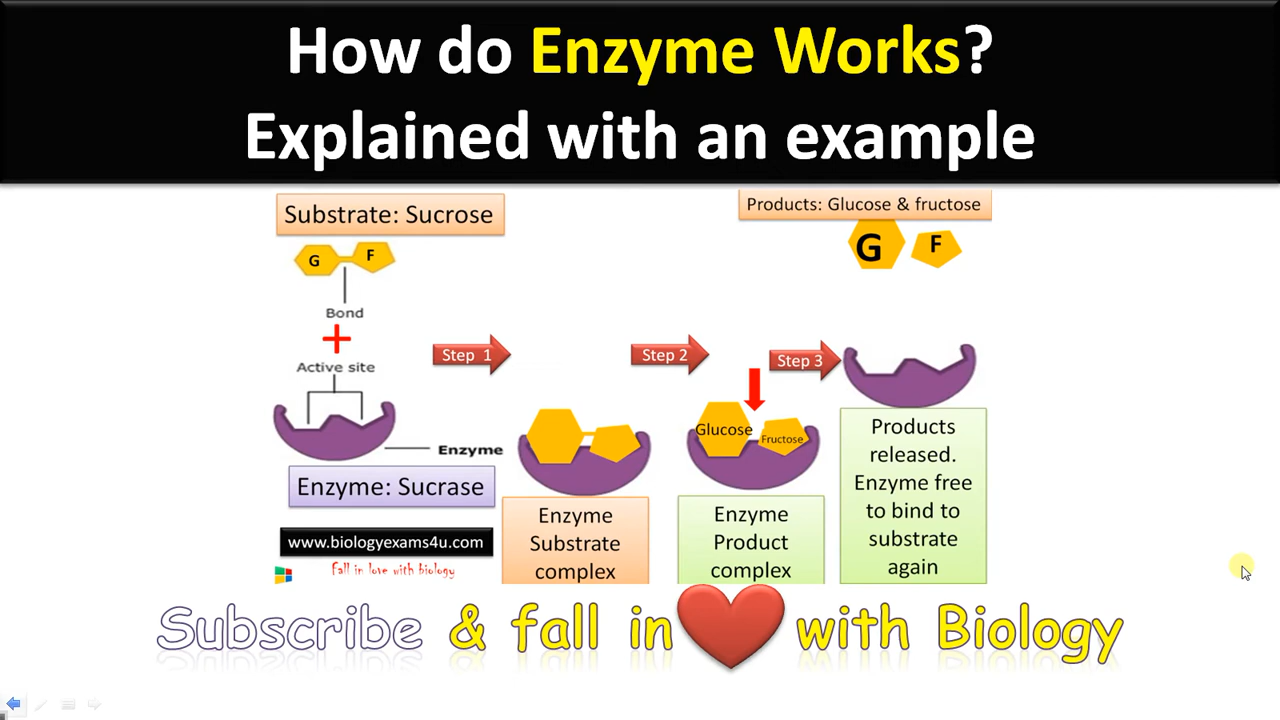 How do Enzyme Works?
Explained with an example
Substrate: Sucrose
G
F
Bond
+
Active site
Enzyme
Enzyme: Sucrase
www.biologyexams4u.com
Fall in love with biology
Step 1
Enzyme
Substrate
complex
Step 2
Glucose
Fructose
Enzyme
Product
complex
Step 3
Products: Glucose & fructose
G
F
Products
released.
Enzyme free
to bind to
substrate
again
Subscribe & fall in with Biology